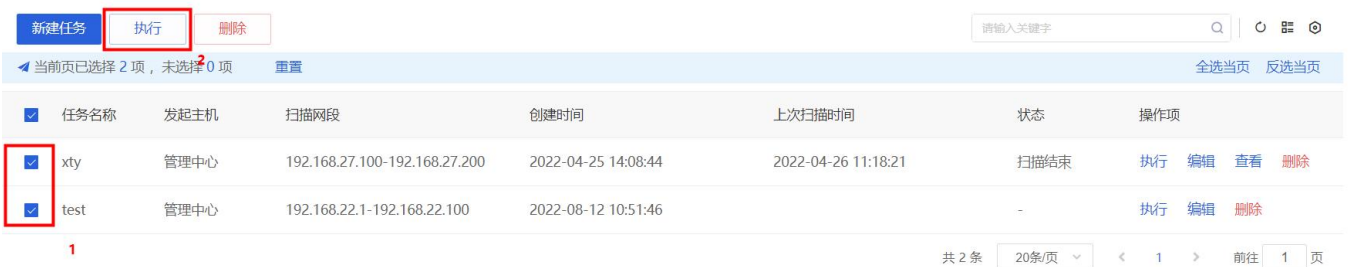 新建任务 执行 删除 请输入关键字
2
当前页已选择 2 项 ，未选择 0 项 重置 全选当页 反选当页
任务名称 发起主机 扫描网段 创建时间 上次扫描时间 状态 操作项
xty 管理中心 192.168.27.100-192.168.27.200 2022-04-25 14:08:44 2022-04-26 11:18:21 扫描结束 执行 编辑 查看 删除
test 管理中心 192.168.22.1-192.168.22.100 2022-08-12 10:51:46 - 执行 编辑 删除
1
共 2 条 20条/页 < 1 > 前往 1 页